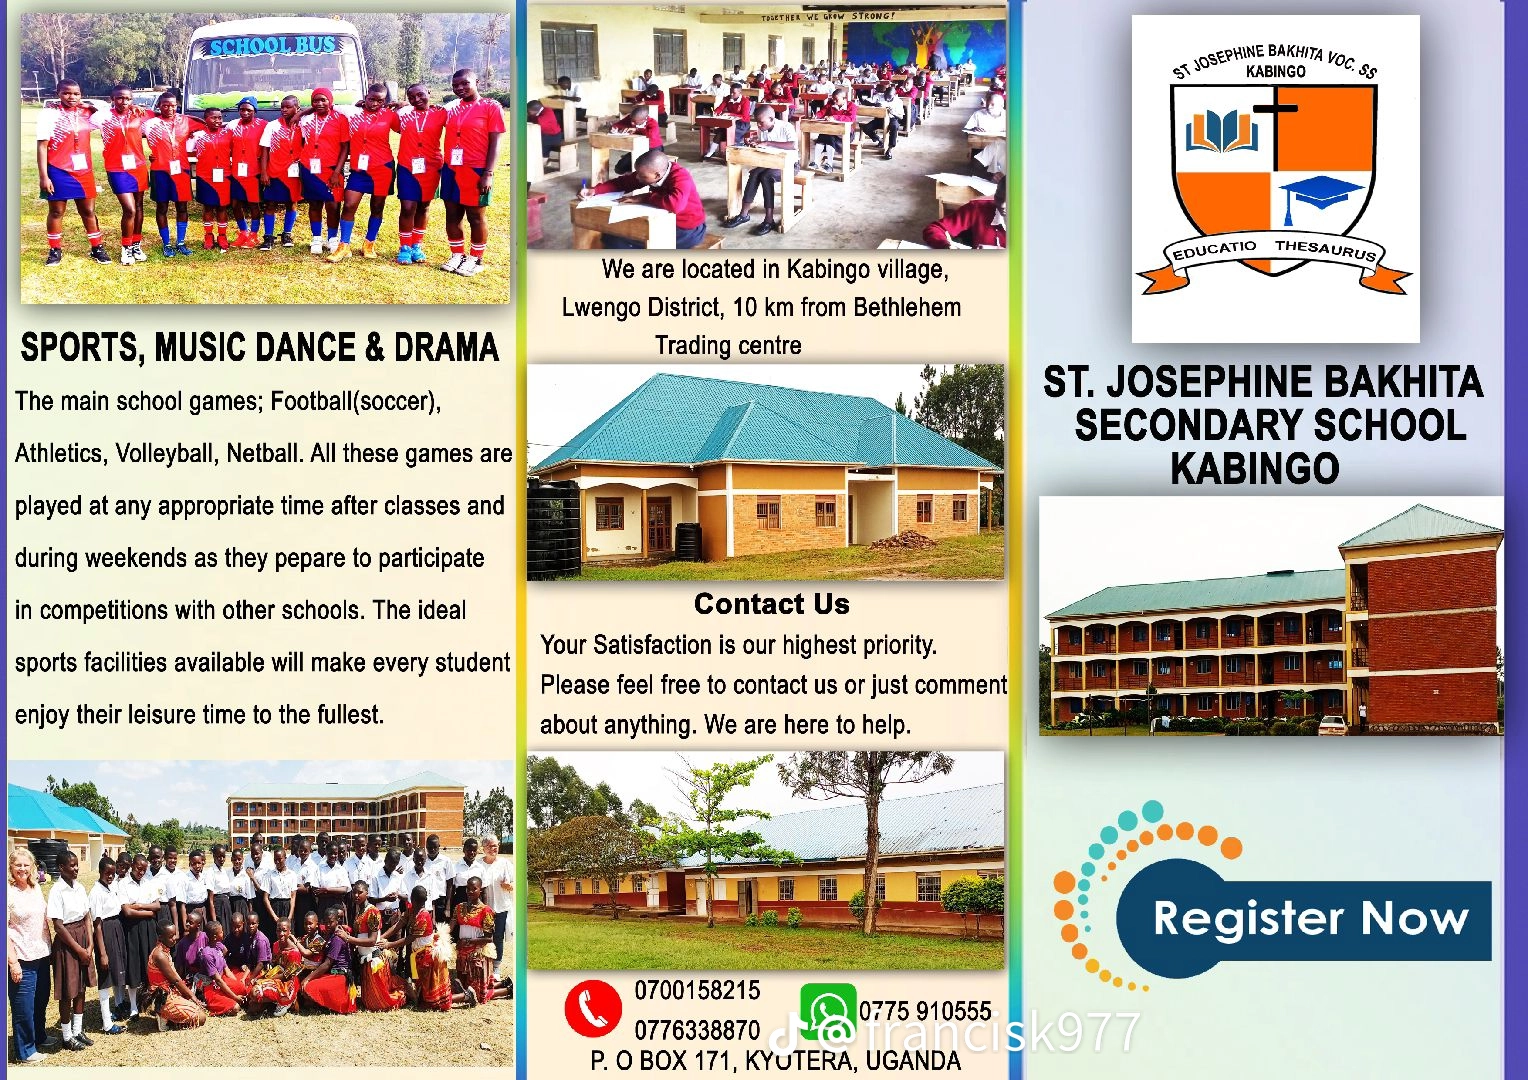 SCHOOL BUS
SPORTS, MUSIC DANCE & DRAMA
The main school games; Football(soccer),
Athletics, Volleyball, Netball. All these games are
played at any appropriate time after classes and
during weekends as they pepare to participate
in competitions with other schools. The ideal
sports facilities available will make every student
enjoy their leisure time to the fullest.
TOGETHER WE GROW STRONG!
We are located in Kabingo village,
Lwengo District, 10 km from Bethlehem
Trading centre
Contact Us
Your Satisfaction is our highest priority.
Please feel free to contact us or just comment
about anything. We are here to help.
0700158215
0776338870
0775 910555
@francisk977
P. O BOX 171, KYOTERA, UGANDA
ST JOSEPHINE BAKHITA VOC. SS
KABINGO
EDUCATIO THESAURUS
ST. JOSEPHINE BAKHITA
SECONDARY SCHOOL
KABINGO
Register Now